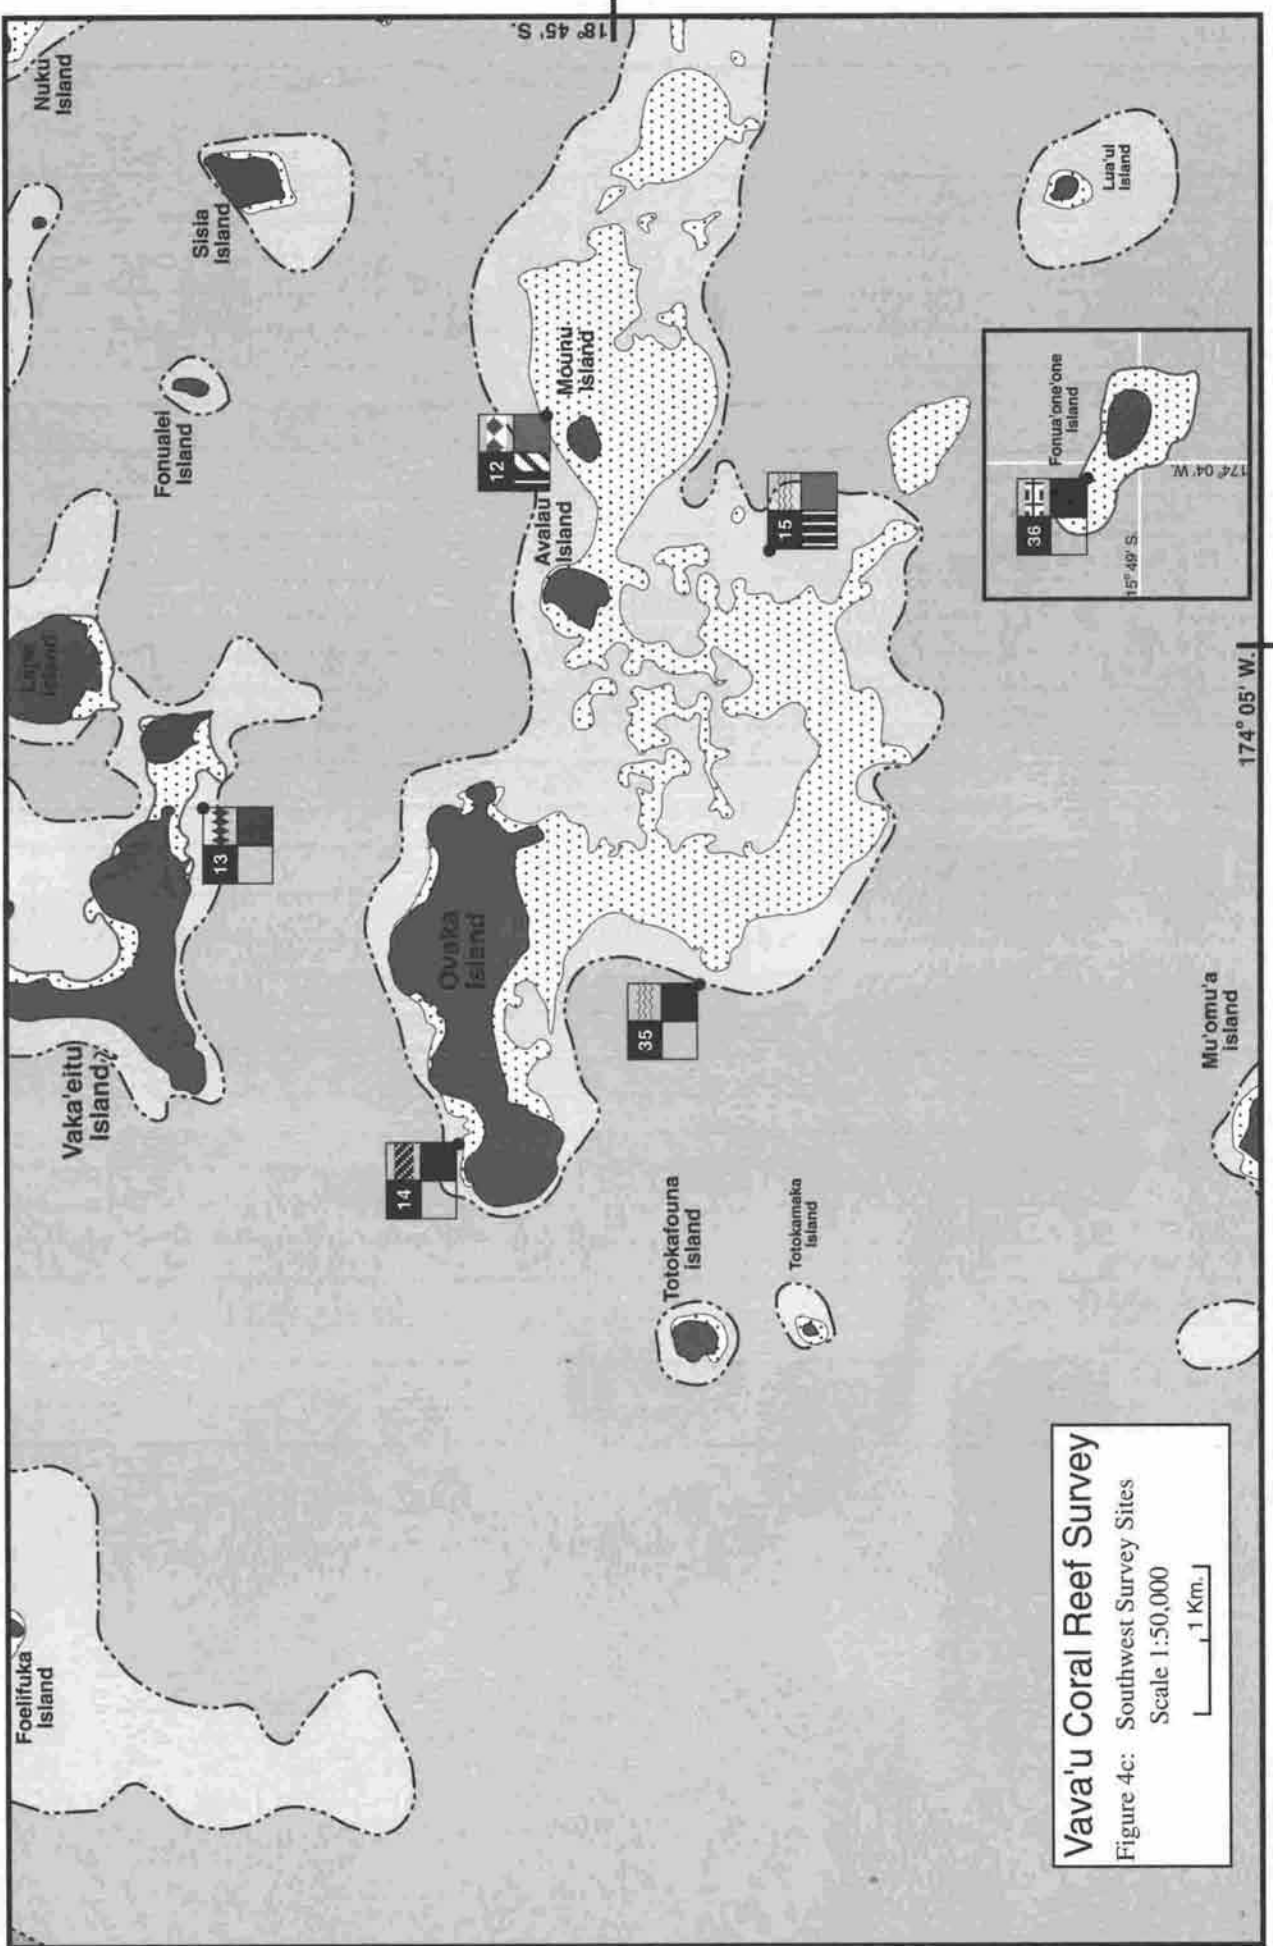 Foelifuka
Island
Vaka'eitu
Island
13
Lape
Island
Fonualei
Island
Sisia
Island
Nuku
Island
14
Ovaka
Island
Avalau
Island
12
Mounu
Island
18° 45' S.
Totokafouna
island
Totokamaka
island
35
15
Mu'omu'a
island
174° 05' W.
36
Fonua'one'one
Island
15° 49' S.
174° 04' W.
Lua'ui
Island
Vava'u Coral Reef Survey
Figure 4c: Southwest Survey Sites
Scale 1:50,000
1 Km.